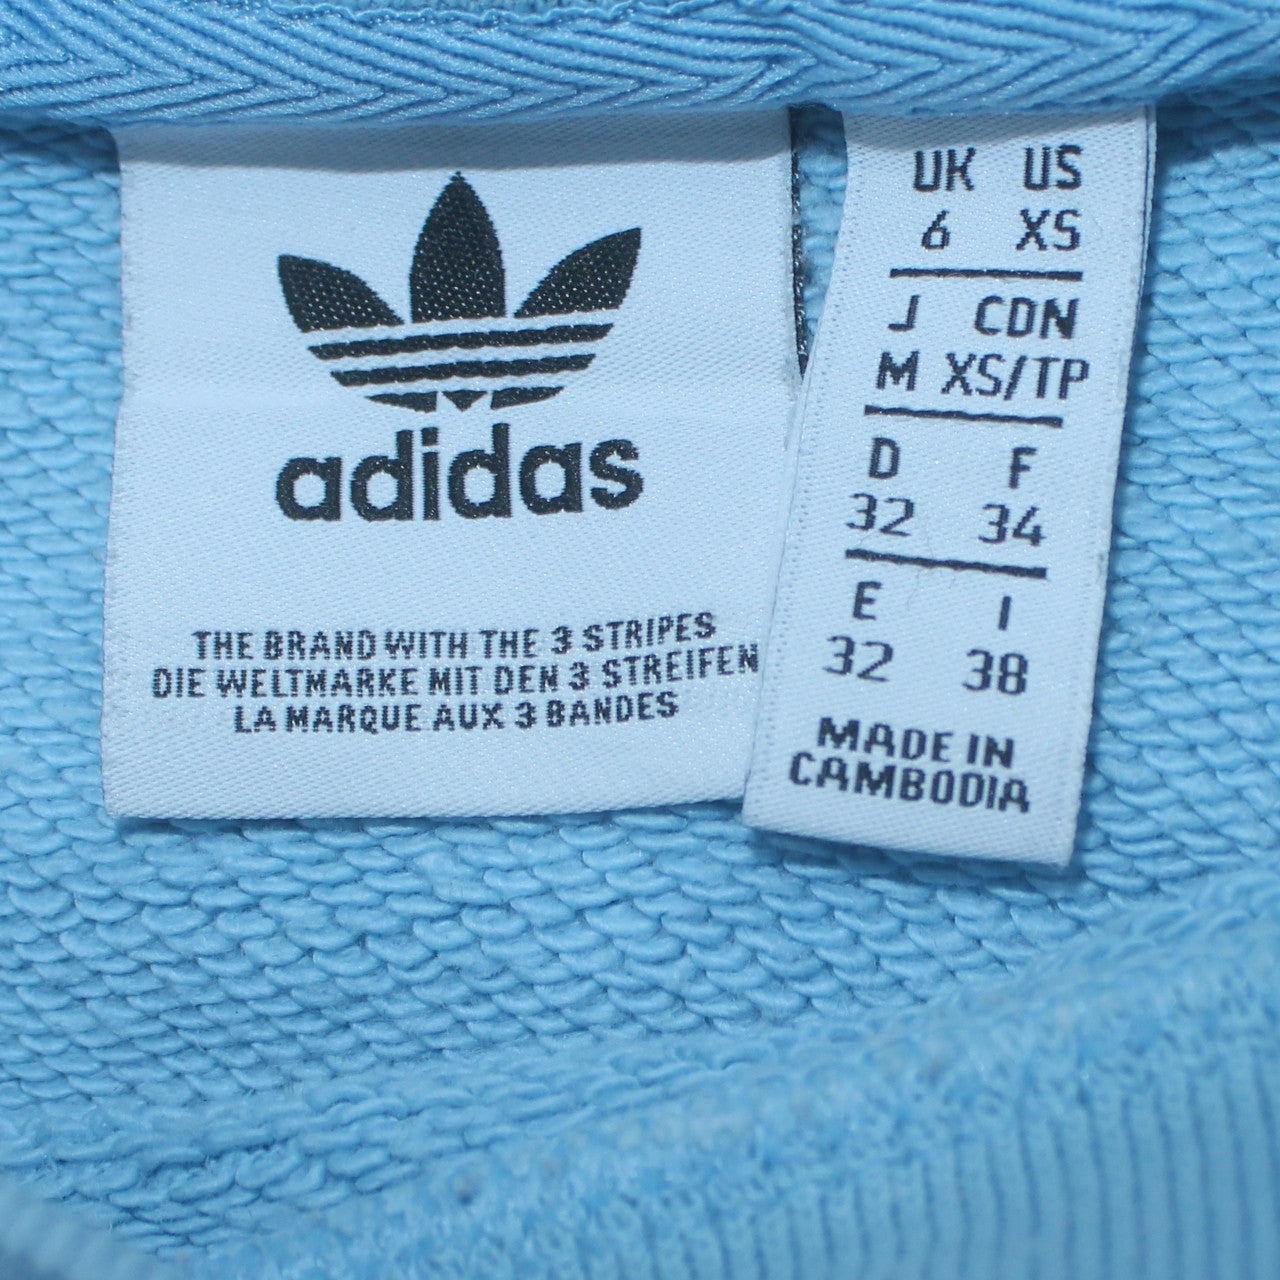 adidas
THE BRAND WITH THE 3 STRIPES
DIE WELTMARKE MIT DEN 3 STREIFEN
LA MARQUE AUX 3 BANDES
UK US
6 XS
J CDN
M XS/TP
D F
32 34
E I
32 38
MADE IN
CAMBODIA